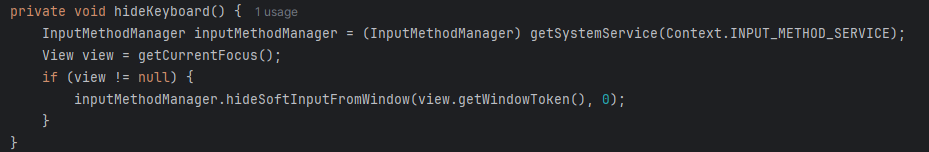 private void hideKeyboard() { 1 usage
    InputMethodManager inputMethodManager = (InputMethodManager) getSystemService(Context.INPUT_METHOD_SERVICE);
    View view = getCurrentFocus();
    if (view != null) {
        inputMethodManager.hideSoftInputFromWindow(view.getWindowToken(), 0);
    }
}